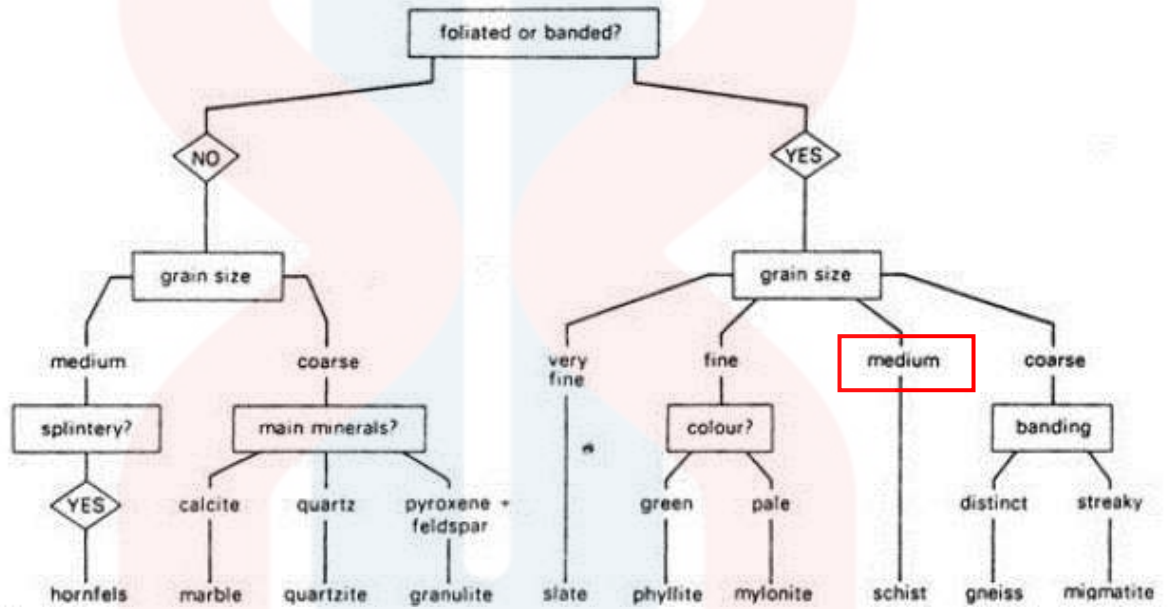 foliated or banded?
NO
YES
grain size
grain size
medium
coarse
very
fine
fine
medium
coarse
splintery?
main minerals?
colour?
banding
YES
calcite
quartz
pyroxene +
feldspar
green
pale
distinct
streaky
hornfels
marble
quartzite
granulite
slate
phyllite
mylonite
schist
gneiss
migmatite